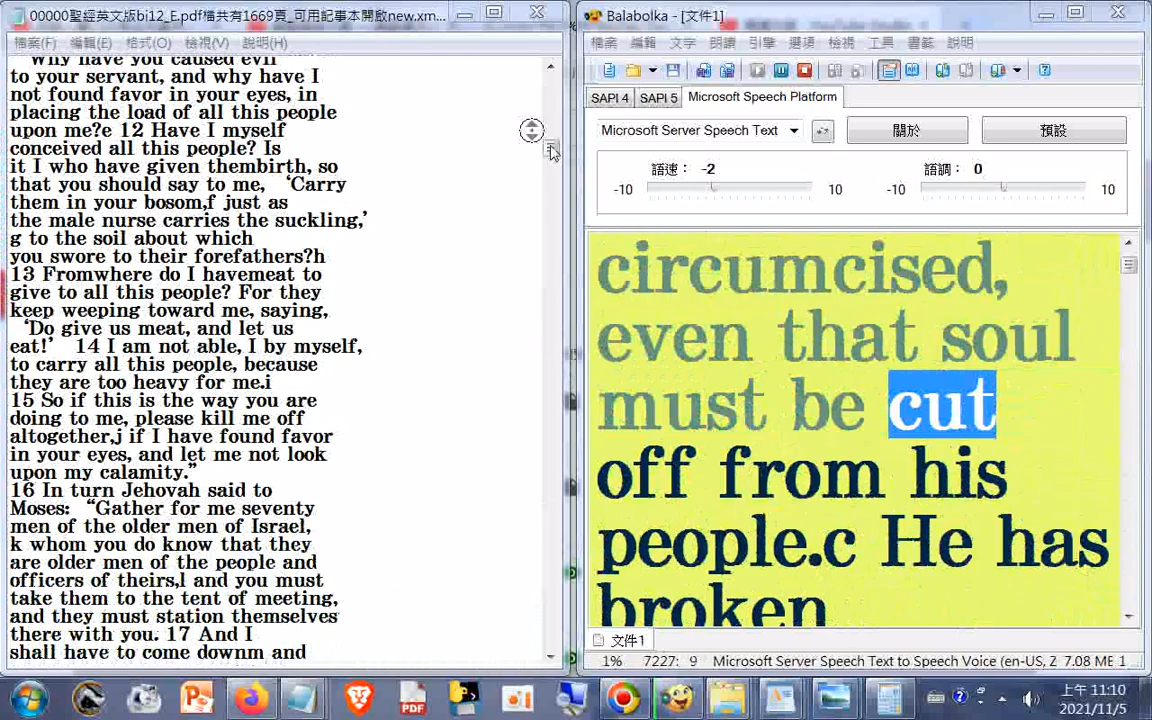 00000聖經英文版bi12_E.pdf檔共有1669頁_可用記事本開啟new.xm...
檔案(F) 編輯(E) 格式(O) 檢視(V) 說明(H)
Why have you caused evil
to your servant, and why have I
not found favor in your eyes, in
placing the load of all this people
upon me?e 12 Have I myself
conceived all this people? Is
it I who have given thembirth, so
that you should say to me, ‘Carry
them in your bosom,f just as
the male nurse carries the suckling,’
g to the soil about which
you swore to their forefathers?h
13 Fromwhere do I havemeat to
give to all this people? For they
keep weeping toward me, saying,
‘Do give us meat, and let us
eat!’ 14 I am not able, I by myself,
to carry all this people, because
they are too heavy for me.i
15 So if this is the way you are
doing to me, please kill me off
altogether,j if I have found favor
in your eyes, and let me not look
upon my calamity.”
16 In turn Jehovah said to
Moses: “Gather for me seventy
men of the older men of Israel,
k whom you do know that they
are older men of the people and
officers of theirs,l and you must
take them to the tent of meeting,
and they must station themselves
there with you. 17 And I
shall have to come downm and
Balabolka - [文件1]
檔案 編輯 文字 朗讀 引擎 選項 檢視 工具 書籤 說明
SAPI 4 SAPI 5 Microsoft Speech Platform
Microsoft Server Speech Text 關於 預設
語速： -2 語調： 0
-10 10 -10 10
circumcised,
even that soul
must be cut
off from his
people.c He has
broken
文件1
1% 7227: 9 Microsoft Server Speech Text to Speech Voice (en-US, Z 7.08 ME 1
PDF
上午 11:10
2021/11/5